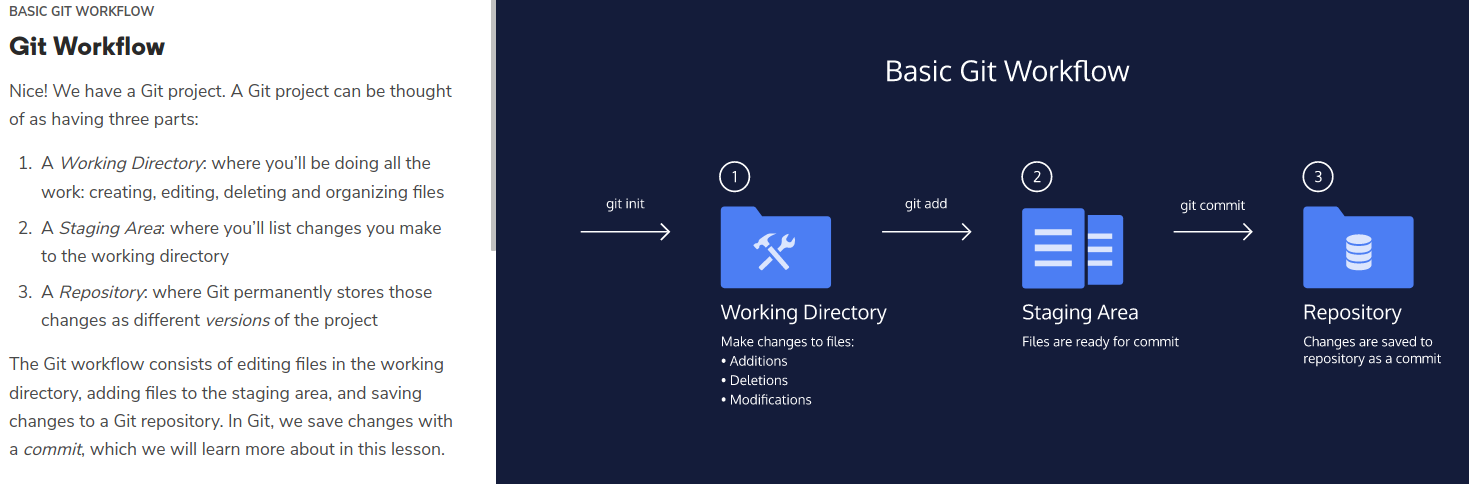 BASIC GIT WORKFLOW
Git Workflow
Nice! We have a Git project. A Git project can be thought
of as having three parts:
1. A Working Directory: where you’ll be doing all the
work: creating, editing, deleting and organizing files
2. A Staging Area: where you’ll list changes you make
to the working directory
3. A Repository: where Git permanently stores those
changes as different versions of the project
The Git workflow consists of editing files in the working
directory, adding files to the staging area, and saving
changes to a Git repository. In Git, we save changes with
a commit, which we will learn more about in this lesson.
Basic Git Workflow
git init
1
Working Directory
Make changes to files:
• Additions
• Deletions
• Modifications
git add
2
Staging Area
Files are ready for commit
git commit
3
Repository
Changes are saved to
repository as a commit